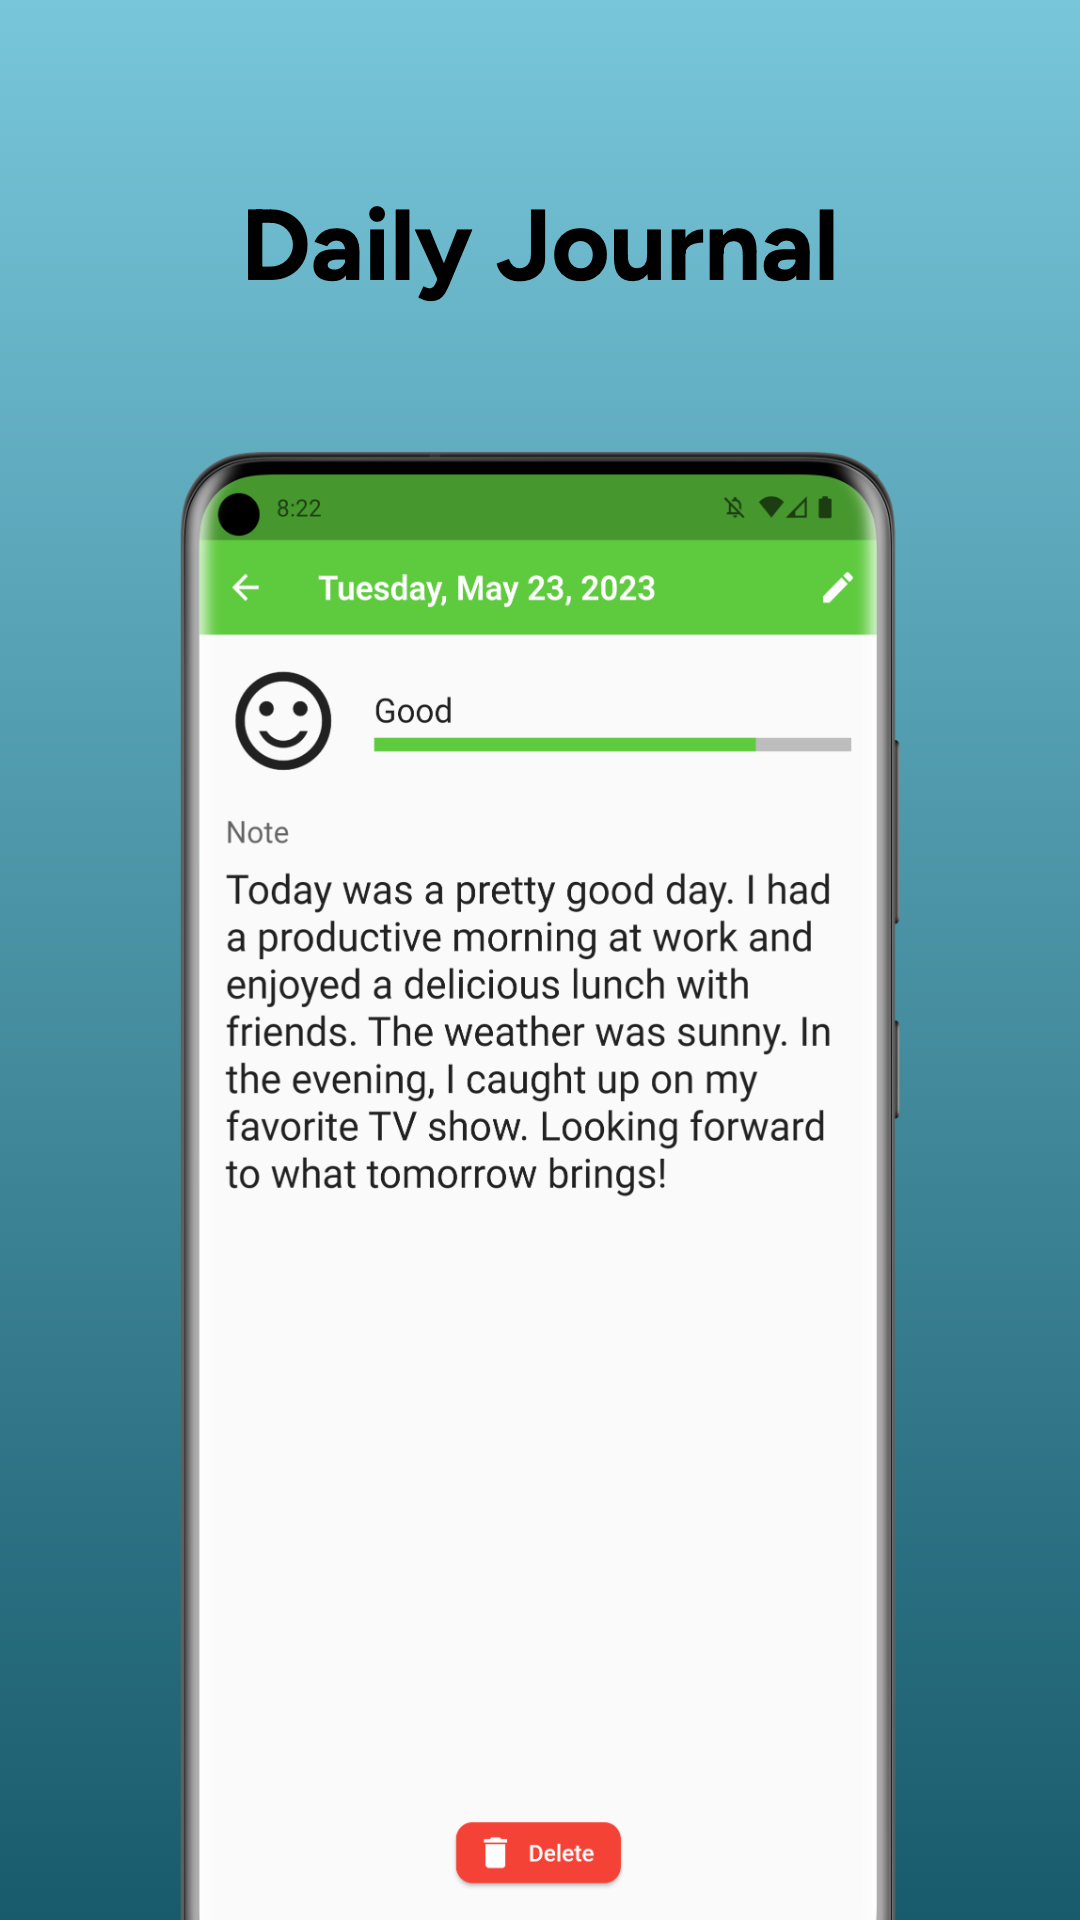 Daily Journal
8:22
Tuesday, May 23, 2023
Good
Note
Today was a pretty good day. I had
a productive morning at work and
enjoyed a delicious lunch with
friends. The weather was sunny. In
the evening, I caught up on my
favorite TV show. Looking forward
to what tomorrow brings!
Delete